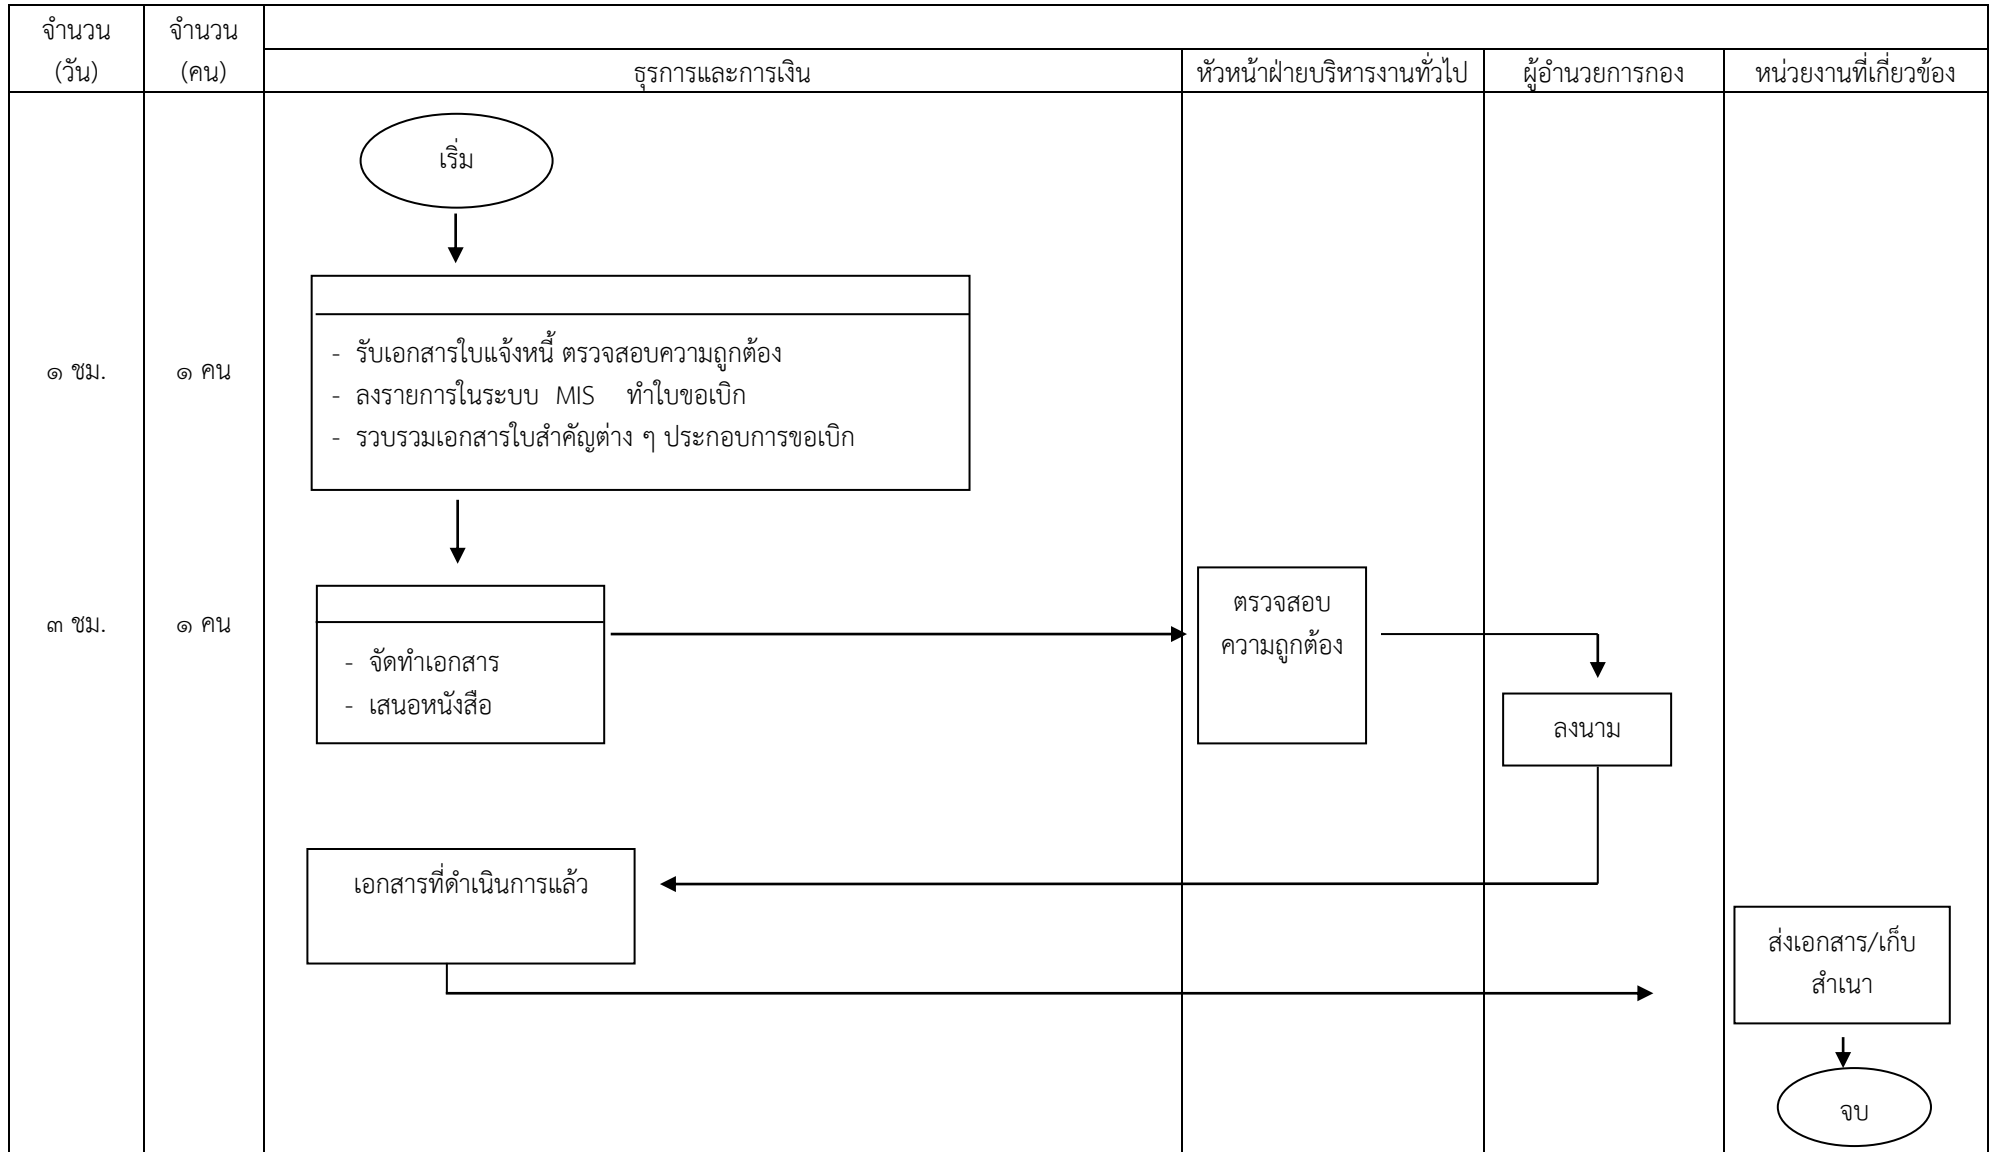 จำนวน
(วัน)
จำนวน
(คน)
ธุรการและการเงิน
หัวหน้าฝ่ายบริหารงานทั่วไป
ผู้อำนวยการกอง
หน่วยงานที่เกี่ยวข้อง
เริ่ม
๑ ชม.
๑ คน
- รับเอกสารใบแจ้งหนี้ ตรวจสอบความถูกต้อง
- ลงรายการในระบบ MIS ทำใบขอเบิก
- รวบรวมเอกสารใบสำคัญต่าง ๆ ประกอบการขอเบิก
๓ ชม.
๑ คน
- จัดทำเอกสาร
- เสนอหนังสือ
ตรวจสอบ
ความถูกต้อง
ลงนาม
เอกสารที่ดำเนินการแล้ว
ส่งเอกสาร/เก็บ
สำเนา
จบ